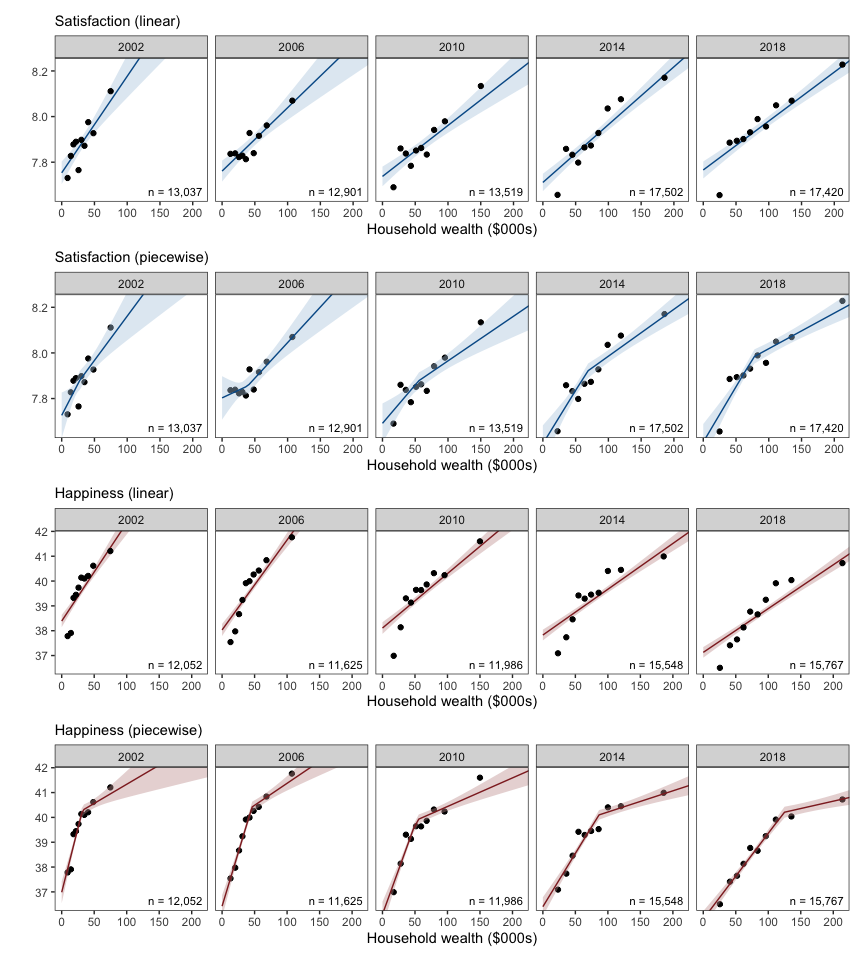 Satisfaction (linear)
2002 2006 2010 2014 2018
8.2
8.0
7.8
n = 13,037 n = 12,901 n = 13,519 n = 17,502 n = 17,420
0 50 100 150 200 0 50 100 150 200 0 50 100 150 200 0 50 100 150 200 0 50 100 150 200
Household wealth ($000s)
Satisfaction (piecewise)
2002 2006 2010 2014 2018
8.2
8.0
7.8
n = 13,037 n = 12,901 n = 13,519 n = 17,502 n = 17,420
0 50 100 150 200 0 50 100 150 200 0 50 100 150 200 0 50 100 150 200 0 50 100 150 200
Household wealth ($000s)
Happiness (linear)
2002 2006 2010 2014 2018
42
41
40
39
38
37
n = 12,052 n = 11,625 n = 11,986 n = 15,548 n = 15,767
0 50 100 150 200 0 50 100 150 200 0 50 100 150 200 0 50 100 150 200 0 50 100 150 200
Household wealth ($000s)
Happiness (piecewise)
2002 2006 2010 2014 2018
42
41
40
39
38
37
n = 12,052 n = 11,625 n = 11,986 n = 15,548 n = 15,767
0 50 100 150 200 0 50 100 150 200 0 50 100 150 200 0 50 100 150 200 0 50 100 150 200
Household wealth ($000s)